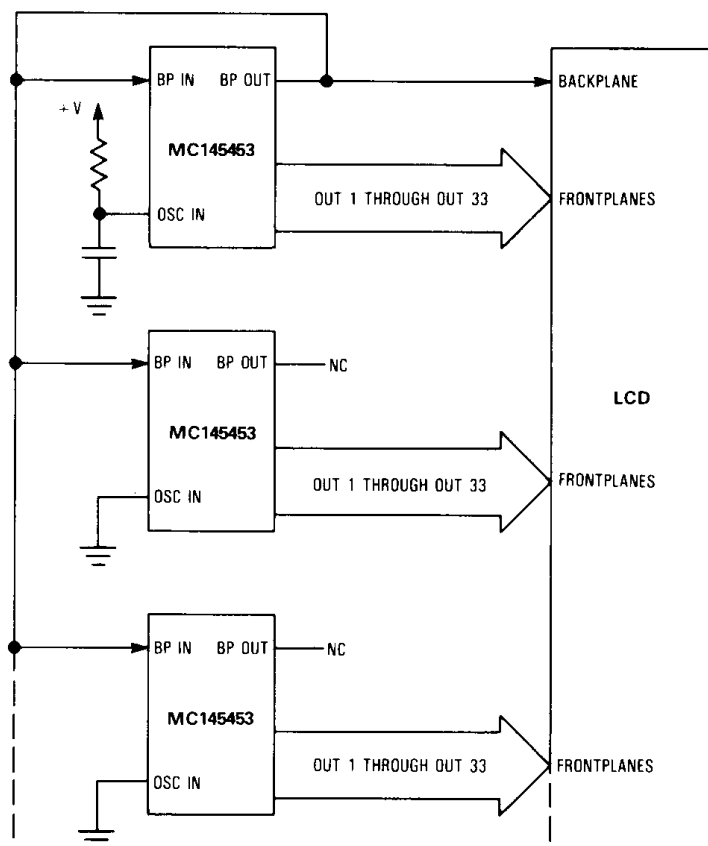 BP IN BP OUT
BACKPLANE
+V
MC145453
OUT 1 THROUGH OUT 33
FRONTPLANES
OSC IN
BP IN BP OUT
NC
LCD
MC145453
OUT 1 THROUGH OUT 33
FRONTPLANES
OSC IN
BP IN BP OUT
NC
MC145453
OUT 1 THROUGH OUT 33
FRONTPLANES
OSC IN